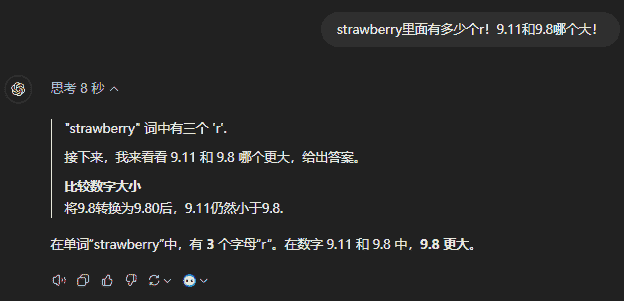 strawberry里面有多少个r！9.11和9.8哪个大！
思考 8 秒
"strawberry" 词中有三个 'r'.
接下来，我来看看 9.11 和 9.8 哪个更大，给出答案。
比较数字大小
将9.8转换为9.80后，9.11仍然小于9.8.
在单词“strawberry”中，有 3 个字母“r”。在数字 9.11 和 9.8 中，9.8 更大。